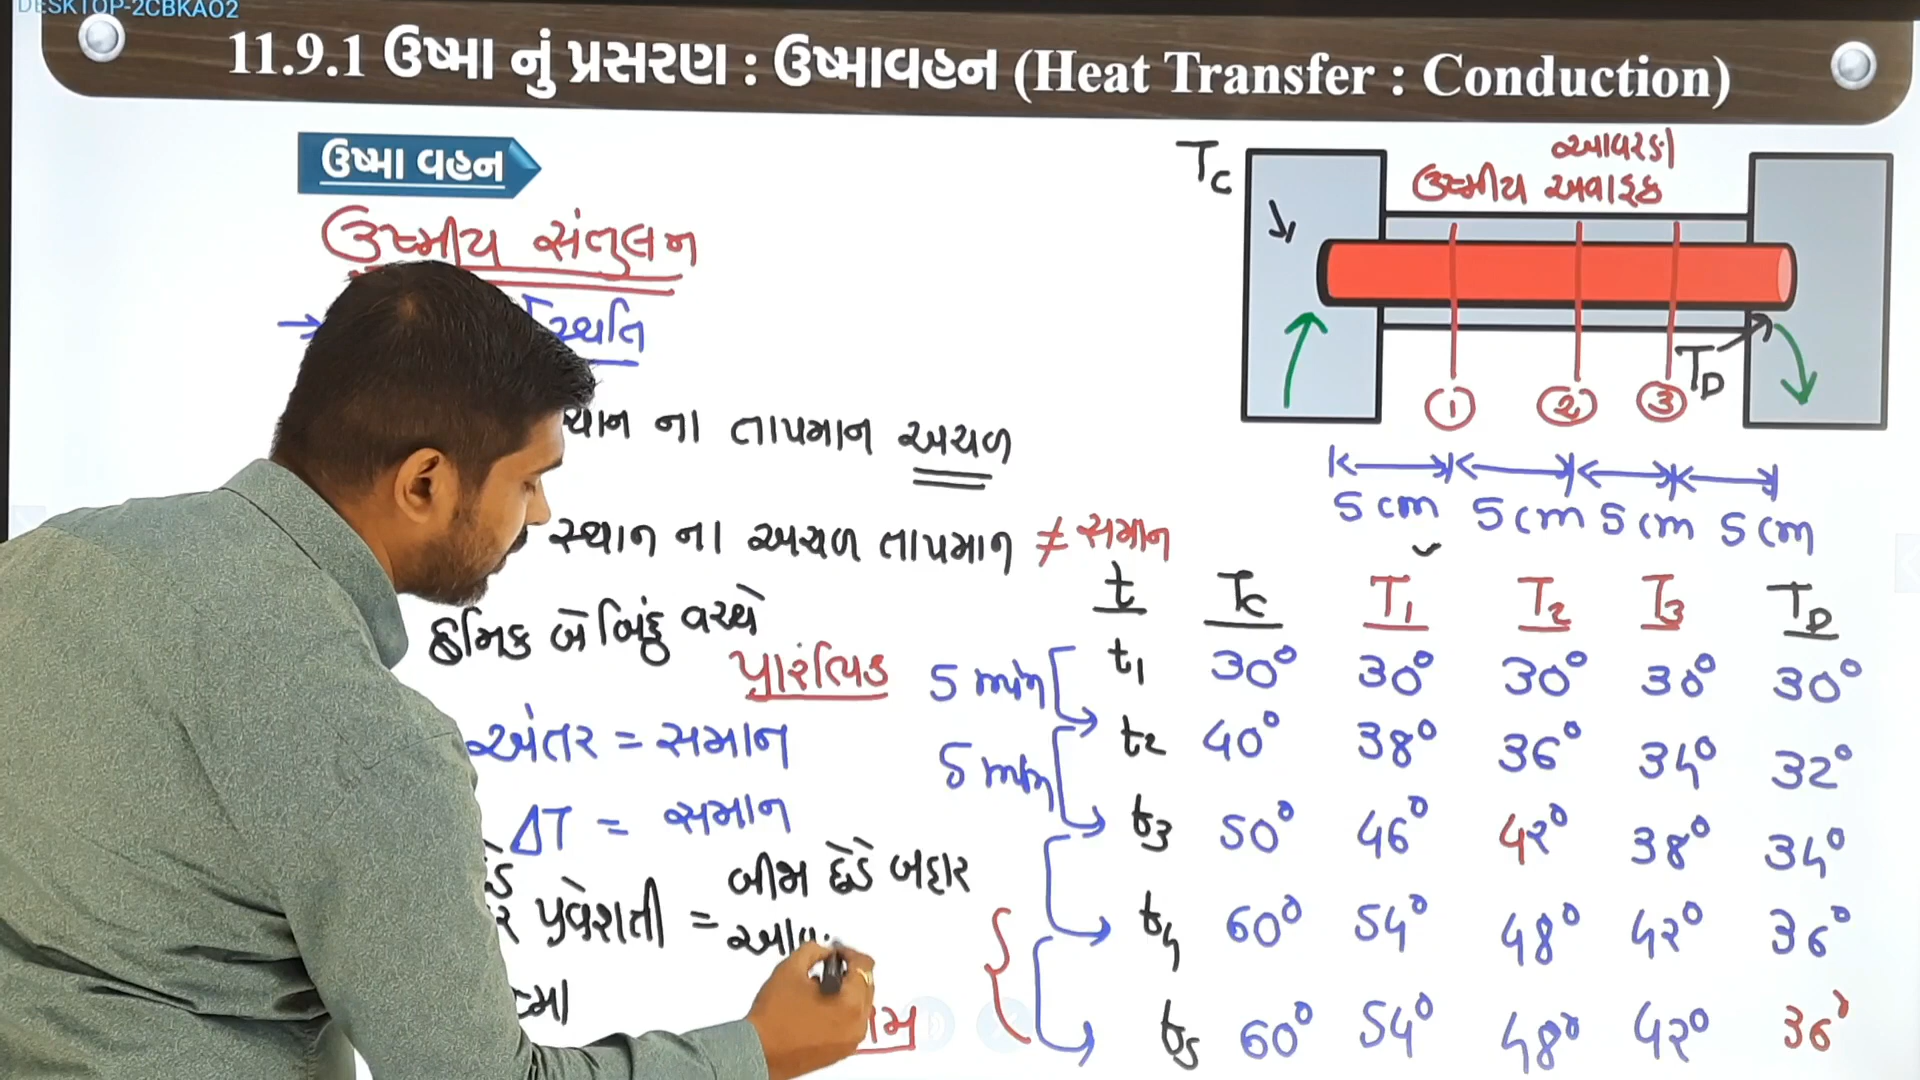 DESKTOP-2CBKAO2
11.9.1 ઉષ્મા નું પ્રસરણ : ઉષ્માવહન (Heat Transfer : Conduction)
ઉષ્મા વહન
ઉષ્મીય સંતુલન
→ સ્થિતિ
ના તાપમાન અચળ
સ્થાન ના અચળ તાપમાન ≠ સમાન
ક્રમિક બે બિંદુ વચ્ચે
અંતર = સમાન
ΔT = સમાન
પ્રવેશતી = બીજા છેડે બહાર
TC
આવરણ
ઉષ્મીય અવાહક
TD
1 2 3
5 cm 5 cm 5 cm 5 cm
t TC T1 T2 T3 TD
પ્રારંભિક 5 min t1 30° 30° 30° 30° 30°
5 min t2 40° 38° 36° 34° 32°
t3 50° 46° 42° 38° 34°
t4 60° 54° 48° 42° 36°
t5 60° 54° 48° 42° 36°